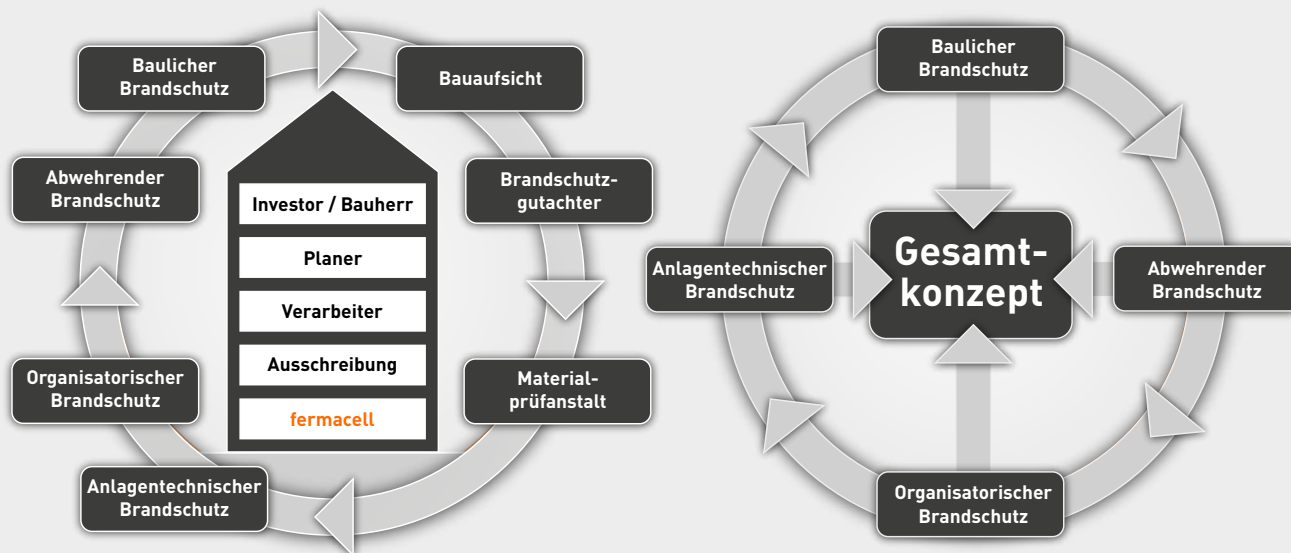 Baulicher
Brandschutz
Bauaufsicht
Brandschutz-
gutachter
Material-
prüfanstalt
Anlagentechnischer
Brandschutz
Organisatorischer
Brandschutz
Abwehrender
Brandschutz
Investor / Bauherr
Planer
Verarbeiter
Ausschreibung
fermacell
Baulicher
Brandschutz
Abwehrender
Brandschutz
Organisatorischer
Brandschutz
Anlagentechnischer
Brandschutz
Gesamt-
konzept